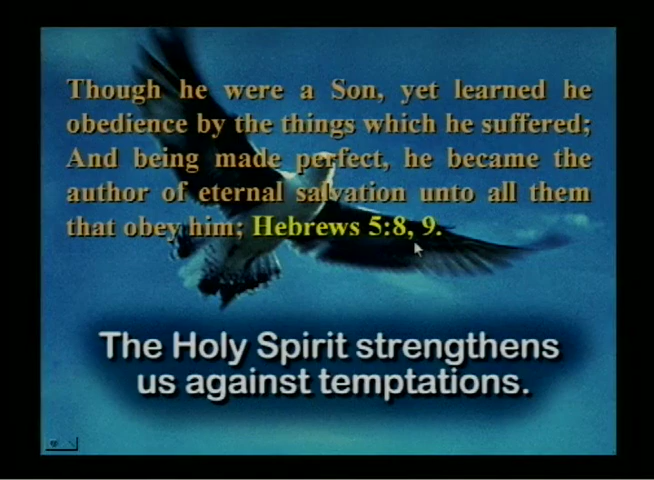 Though he were a Son, yet learned he
obedience by the things which he suffered;
And being made perfect, he became the
author of eternal salvation unto all them
that obey him; Hebrews 5:8, 9.
The Holy Spirit strengthens
us against temptations.